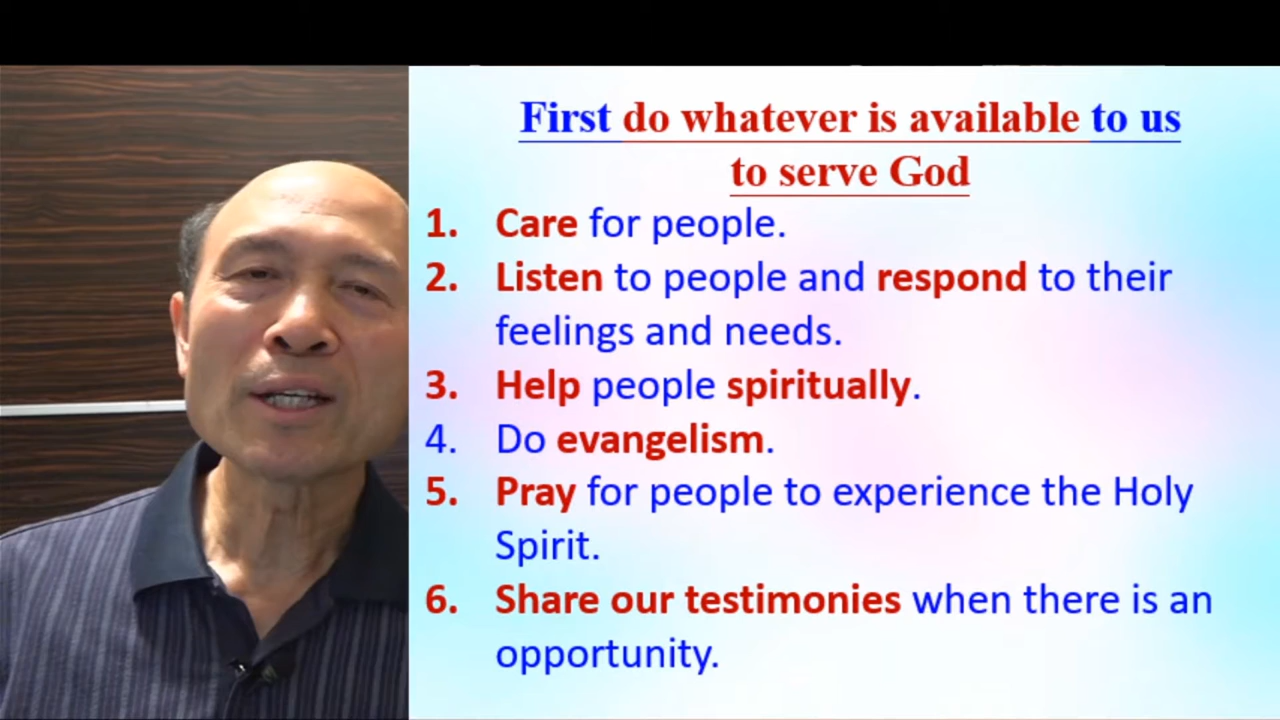 First do whatever is available to us
to serve God
1. Care for people.
2. Listen to people and respond to their
feelings and needs.
3. Help people spiritually.
4. Do evangelism.
5. Pray for people to experience the Holy
Spirit.
6. Share our testimonies when there is an
opportunity.